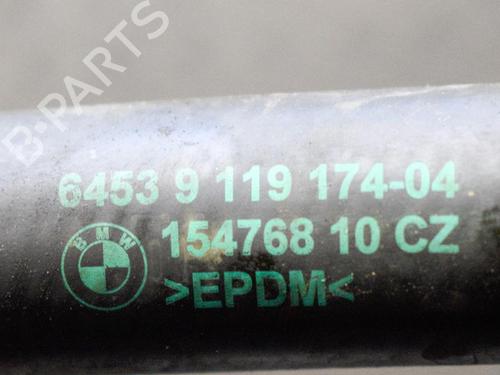 B-PARTS
6453 9 119 174-04
BMW
154768 10 CZ
>EPDM<